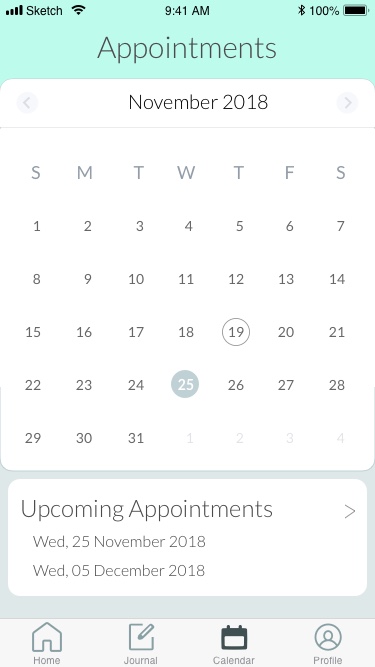 Sketch 9:41 AM 100%
Appointments
November 2018
S M T W T F S
1 2 3 4 5 6 7
8 9 10 11 12 13 14
15 16 17 18 19 20 21
22 23 24 25 26 27 28
29 30 31 1 2 3 4
Upcoming Appointments
Wed, 25 November 2018
Wed, 05 December 2018
Home Journal Calendar Profile